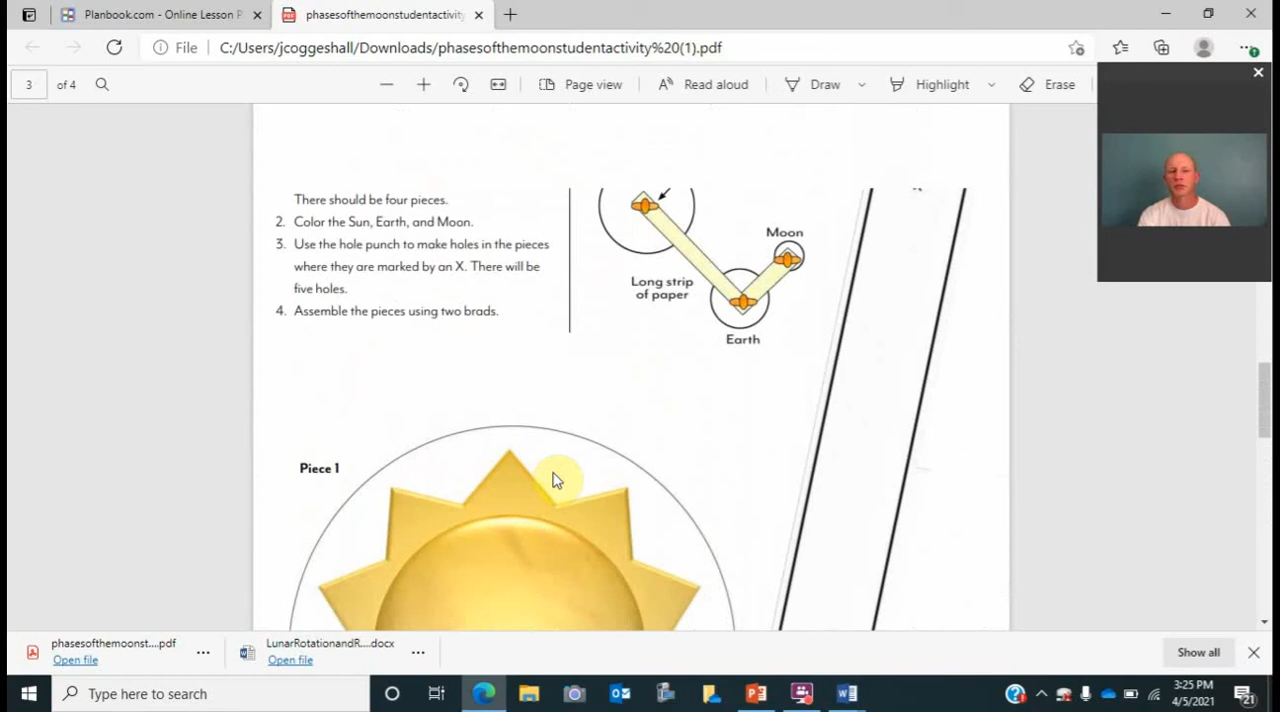 Planbook.com - Online Lesson P
phasesofthemoonstudentactivity
File
C:/Users/jcoggeshall/Downloads/phasesofthemoonstudentactivity%20(1).pdf
3 of 4
Page view
Read aloud
Draw
Highlight
Erase
There should be four pieces.
2. Color the Sun, Earth, and Moon.
3. Use the hole punch to make holes in the pieces
where they are marked by an X. There will be
five holes.
4. Assemble the pieces using two brads.
Moon
Long strip
of paper
Earth
Piece 1
phasesofthemoonst....pdf
Open file
LunarRotationandR....docx
Open file
Show all
Type here to search
3:25 PM
4/5/2021
21